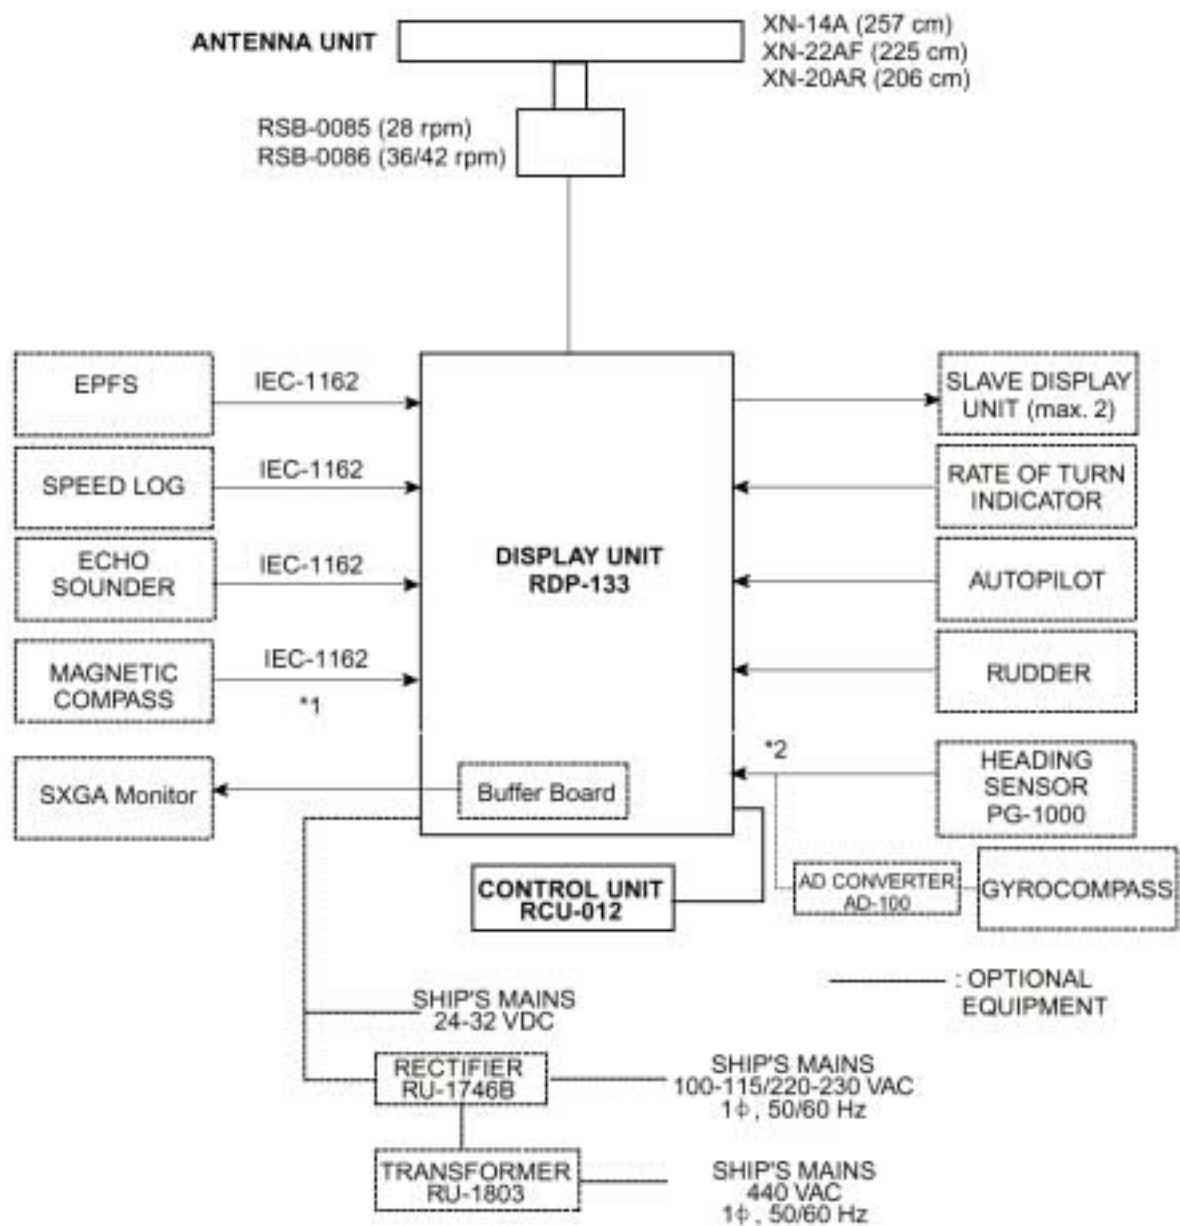 ANTENNA UNIT
XN-14A (257 cm)
XN-22AF (225 cm)
XN-20AR (206 cm)
RSB-0085 (28 rpm)
RSB-0086 (36/42 rpm)
EPFS
IEC-1162
SPEED LOG
IEC-1162
ECHO
SOUNDER
IEC-1162
MAGNETIC
COMPASS
IEC-1162
*1
SXGA Monitor
DISPLAY UNIT
RDP-133
Buffer Board
SLAVE DISPLAY
UNIT (max. 2)
RATE OF TURN
INDICATOR
AUTOPILOT
RUDDER
*2
HEADING
SENSOR
PG-1000
CONTROL UNIT
RCU-012
AD CONVERTER
AD-100
GYROCOMPASS
: OPTIONAL
EQUIPMENT
SHIP'S MAINS
24-32 VDC
RECTIFIER
RU-1746B
SHIP'S MAINS
100-115/220-230 VAC
1ϕ, 50/60 Hz
TRANSFORMER
RU-1803
SHIP'S MAINS
440 VAC
1ϕ, 50/60 Hz